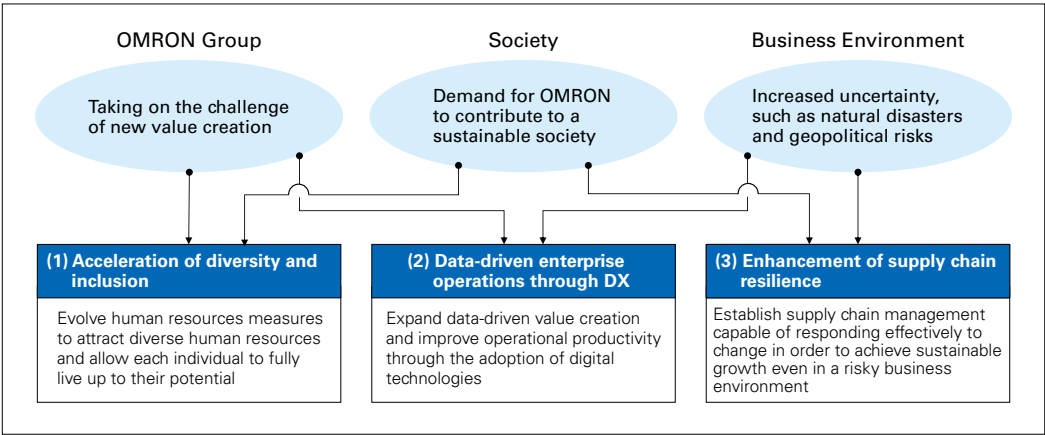 OMRON Group
Society
Business Environment
Taking on the challenge
of new value creation
Demand for OMRON
to contribute to a
sustainable society
Increased uncertainty,
such as natural disasters
and geopolitical risks
(1) Acceleration of diversity and
inclusion
Evolve human resources measures
to attract diverse human resources
and allow each individual to fully
live up to their potential
(2) Data-driven enterprise
operations through DX
Expand data-driven value creation
and improve operational productivity
through the adoption of digital
technologies
(3) Enhancement of supply chain
resilience
Establish supply chain management
capable of responding effectively to
change in order to achieve sustainable
growth even in a risky business
environment